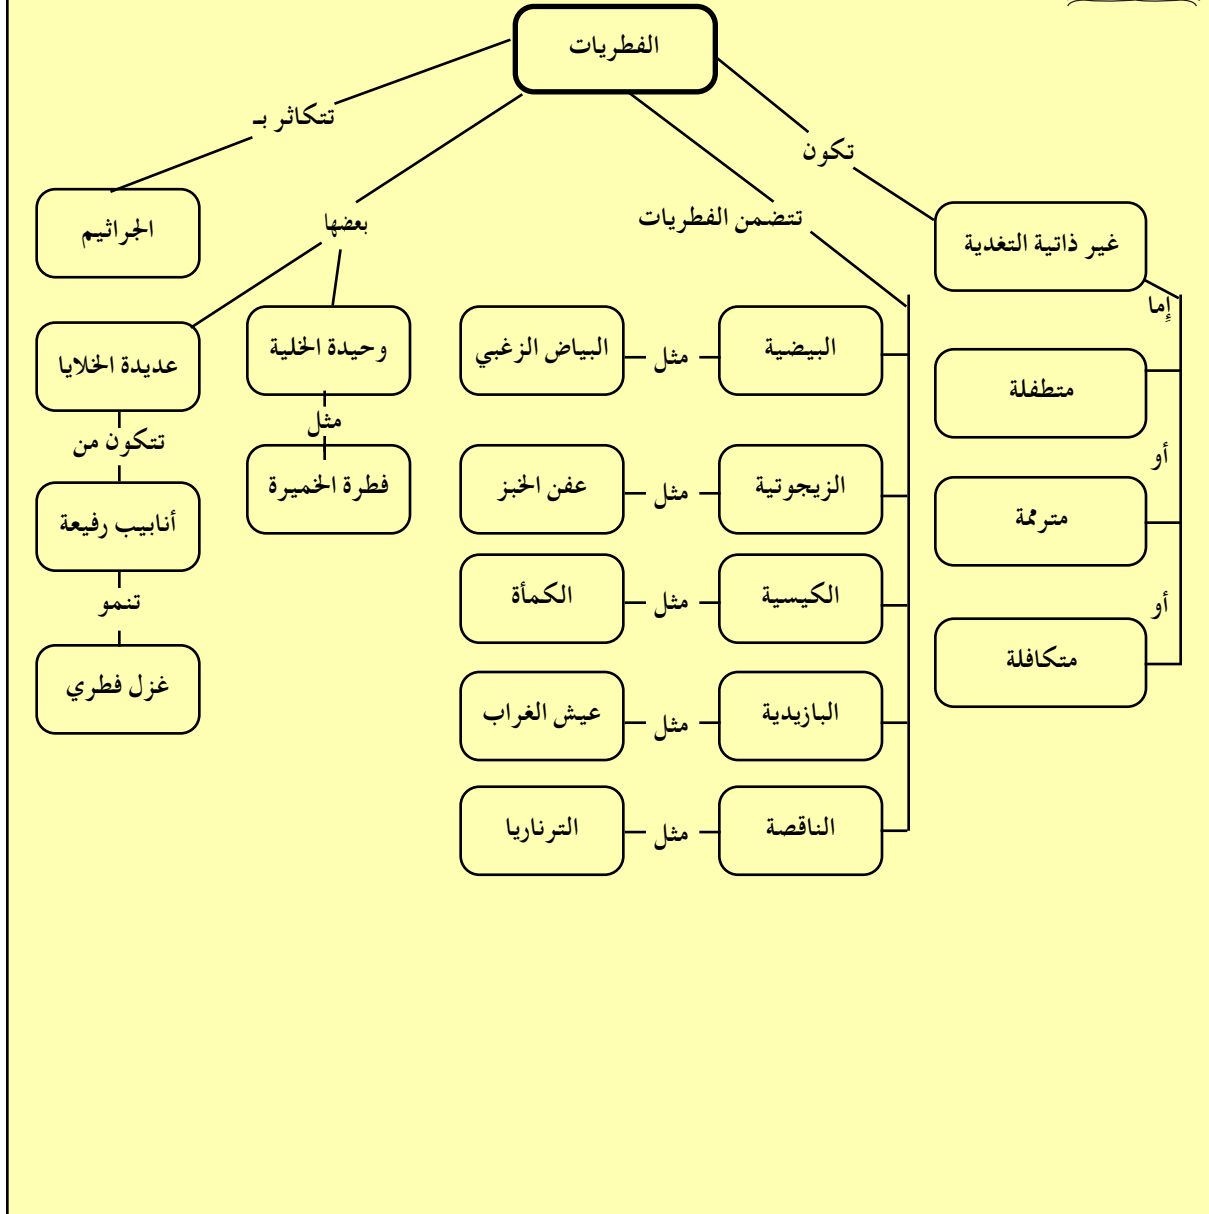 الفطريات
تكون
غير ذاتية التغدية
إما
متطفلة
أو
مترممة
أو
متكافلة
تتضمن الفطريات
البيضية
مثل
البياض الزغبي
الزيجوتية
مثل
عفن الخبز
الكيسية
مثل
الكمأة
البازيدية
مثل
عيش الغراب
الناقصة
مثل
الترناريا
بعضها
وحيدة الخلية
مثل
فطرة الخميرة
عديدة الخلايا
تتكون من
أنابيب رفيعة
تنمو
غزل فطري
تتكاثر بـ
الجراثيم